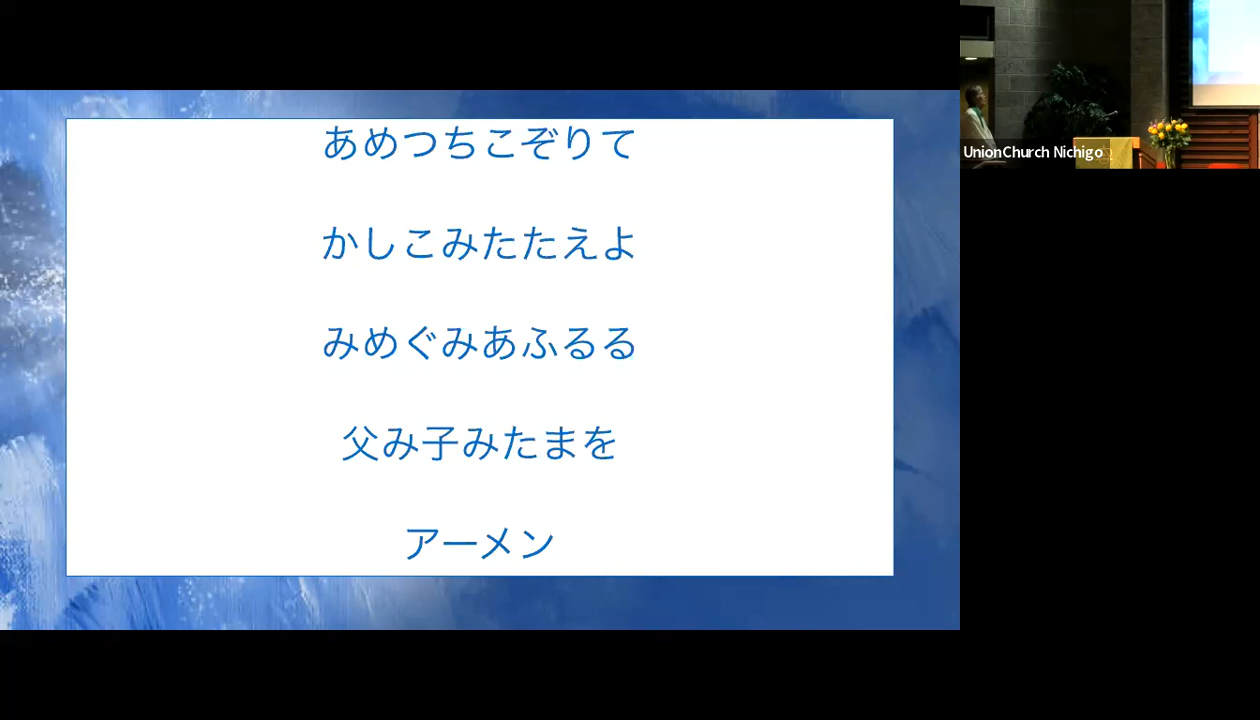 あめつちこぞりて
かしこみたたえよ
みめぐみあふるる
父み子みたまを
アーメン
UnionChurch Nichigo